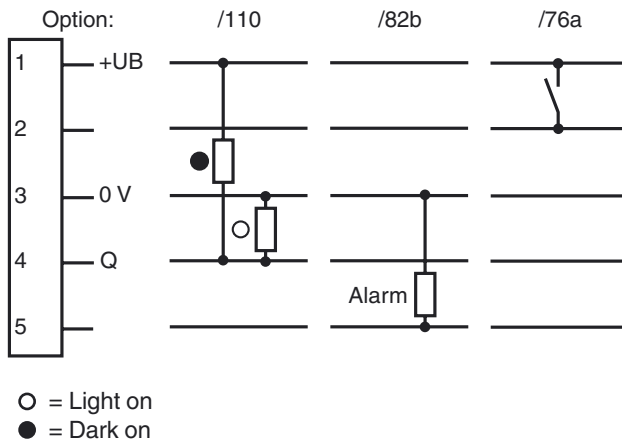 Option: /110 /82b /76a
1 +UB
2
3 0 V
4 Q
Alarm
5
= Light on
= Dark on